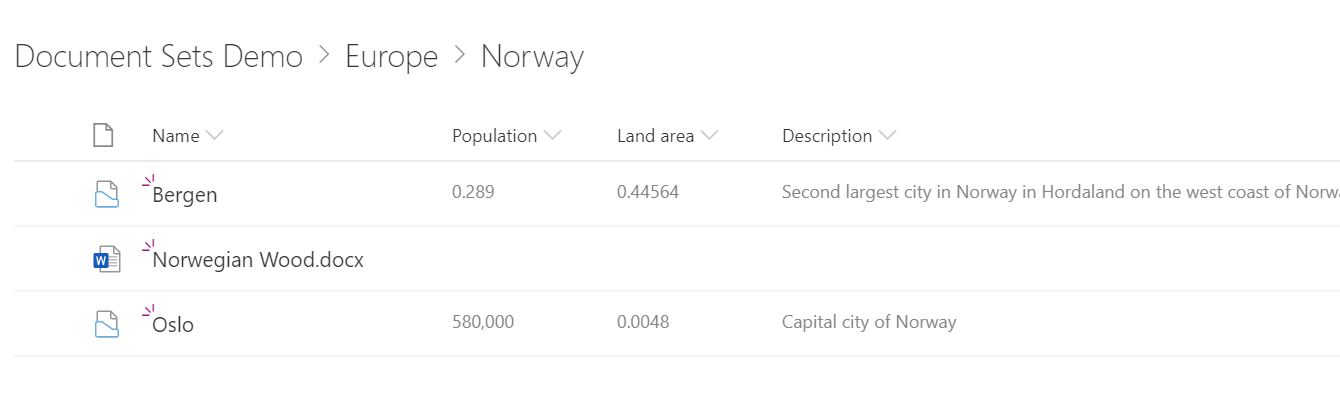 Document Sets Demo > Europe > Norway
Name Population Land area Description
Bergen 0.289 0.44564 Second largest city in Norway in Hordaland on the west coast of
W Norwegian Wood.docx
Oslo 580,000 0.0048 Capital city of Norway